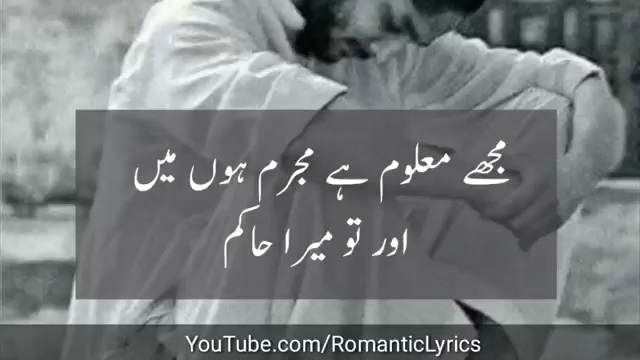 مجھے معلوم ہے مجرم ہوں میں
اور تو میرا حاکم
YouTube.com/RomanticLyrics